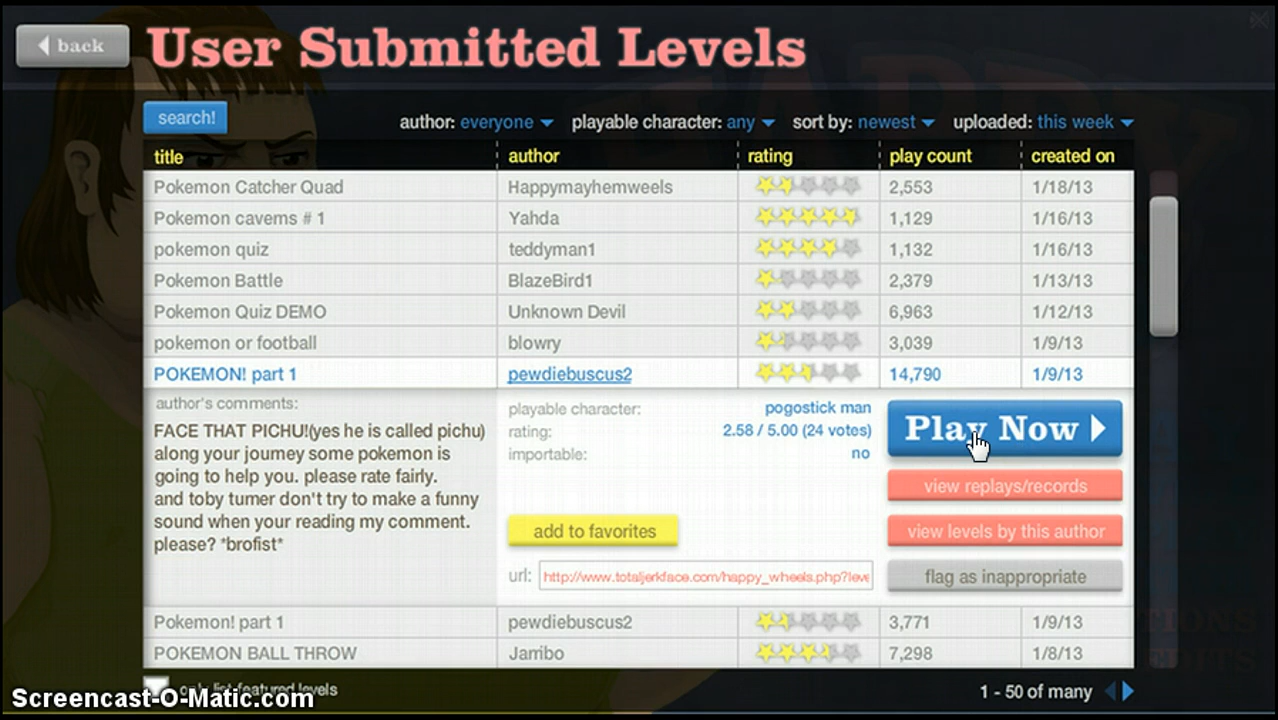 back
User Submitted Levels
search!
author: everyone playable character: any sort by: newest uploaded: this week
title author rating play count created on
Pokemon Catcher Quad Happymayhemweels 2,553 1/18/13
Pokemon caverns # 1 Yahda 1,129 1/16/13
pokemon quiz teddyman1 1,132 1/16/13
Pokemon Battle BlazeBird1 2,379 1/13/13
Pokemon Quiz DEMO Unknown Devil 6,963 1/12/13
pokemon or football blowry 3,039 1/9/13
POKEMON! part 1 pewdiebuscus2 14,790 1/9/13
author's comments:
FACE THAT PICHU!(yes he is called pichu)
along your journey some pokemon is
going to help you. please rate fairly.
and toby turner don't try to make a funny
sound when your reading my comment.
please? *brofist*
playable character: pogostick man
rating: 2.58 / 5.00 (24 votes)
importable: no
add to favorites
url: http://www.totaljerkface.com/happy_wheels.php?leve
Play Now
view replays/records
view levels by this author
flag as inappropriate
Pokemon! part 1 pewdiebuscus2 3,771 1/9/13
POKEMON BALL THROW Jarribo 7,298 1/8/13
only list featured levels
1 - 50 of many
Screencast-O-Matic.com